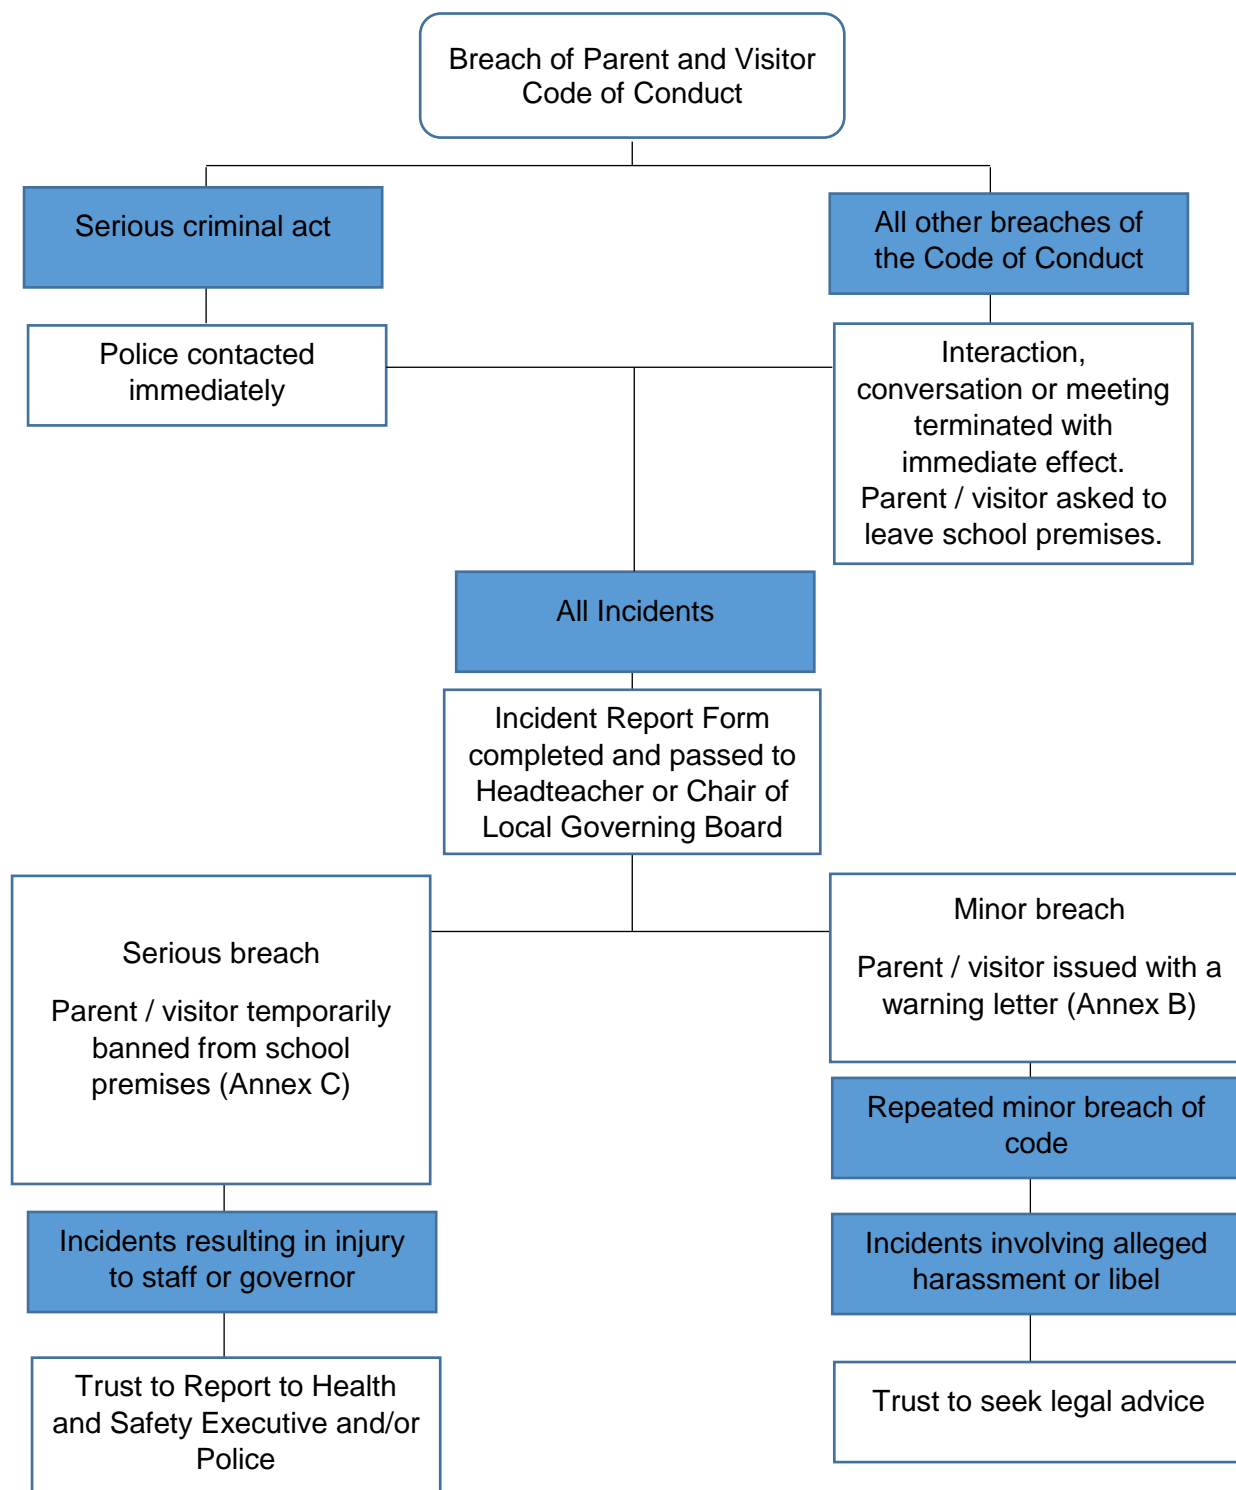 Breach of Parent and Visitor
Code of Conduct
Serious criminal act
All other breaches of
the Code of Conduct
Police contacted
immediately
Interaction,
conversation or meeting
terminated with
immediate effect.
Parent / visitor asked to
leave school premises.
All Incidents
Incident Report Form
completed and passed to
Headteacher or Chair of
Local Governing Board
Serious breach
Parent / visitor temporarily
banned from school
premises (Annex C)
Minor breach
Parent / visitor issued with a
warning letter (Annex B)
Repeated minor breach of
code
Incidents resulting in injury
to staff or governor
Incidents involving alleged
harassment or libel
Trust to Report to Health
and Safety Executive and/or
Police
Trust to seek legal advice